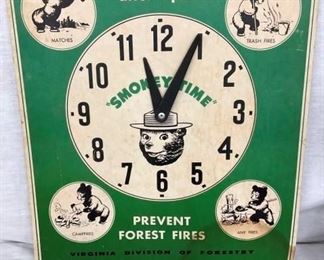 MATCHES
TRASH FIRES
12
11
1
10
2
"SMOKEY TIME"
9
3
8
4
7
5
6
PREVENT
FOREST FIRES
CAMPFIRES
ANY FIRES
VIRGINIA DIVISION OF FORESTRY